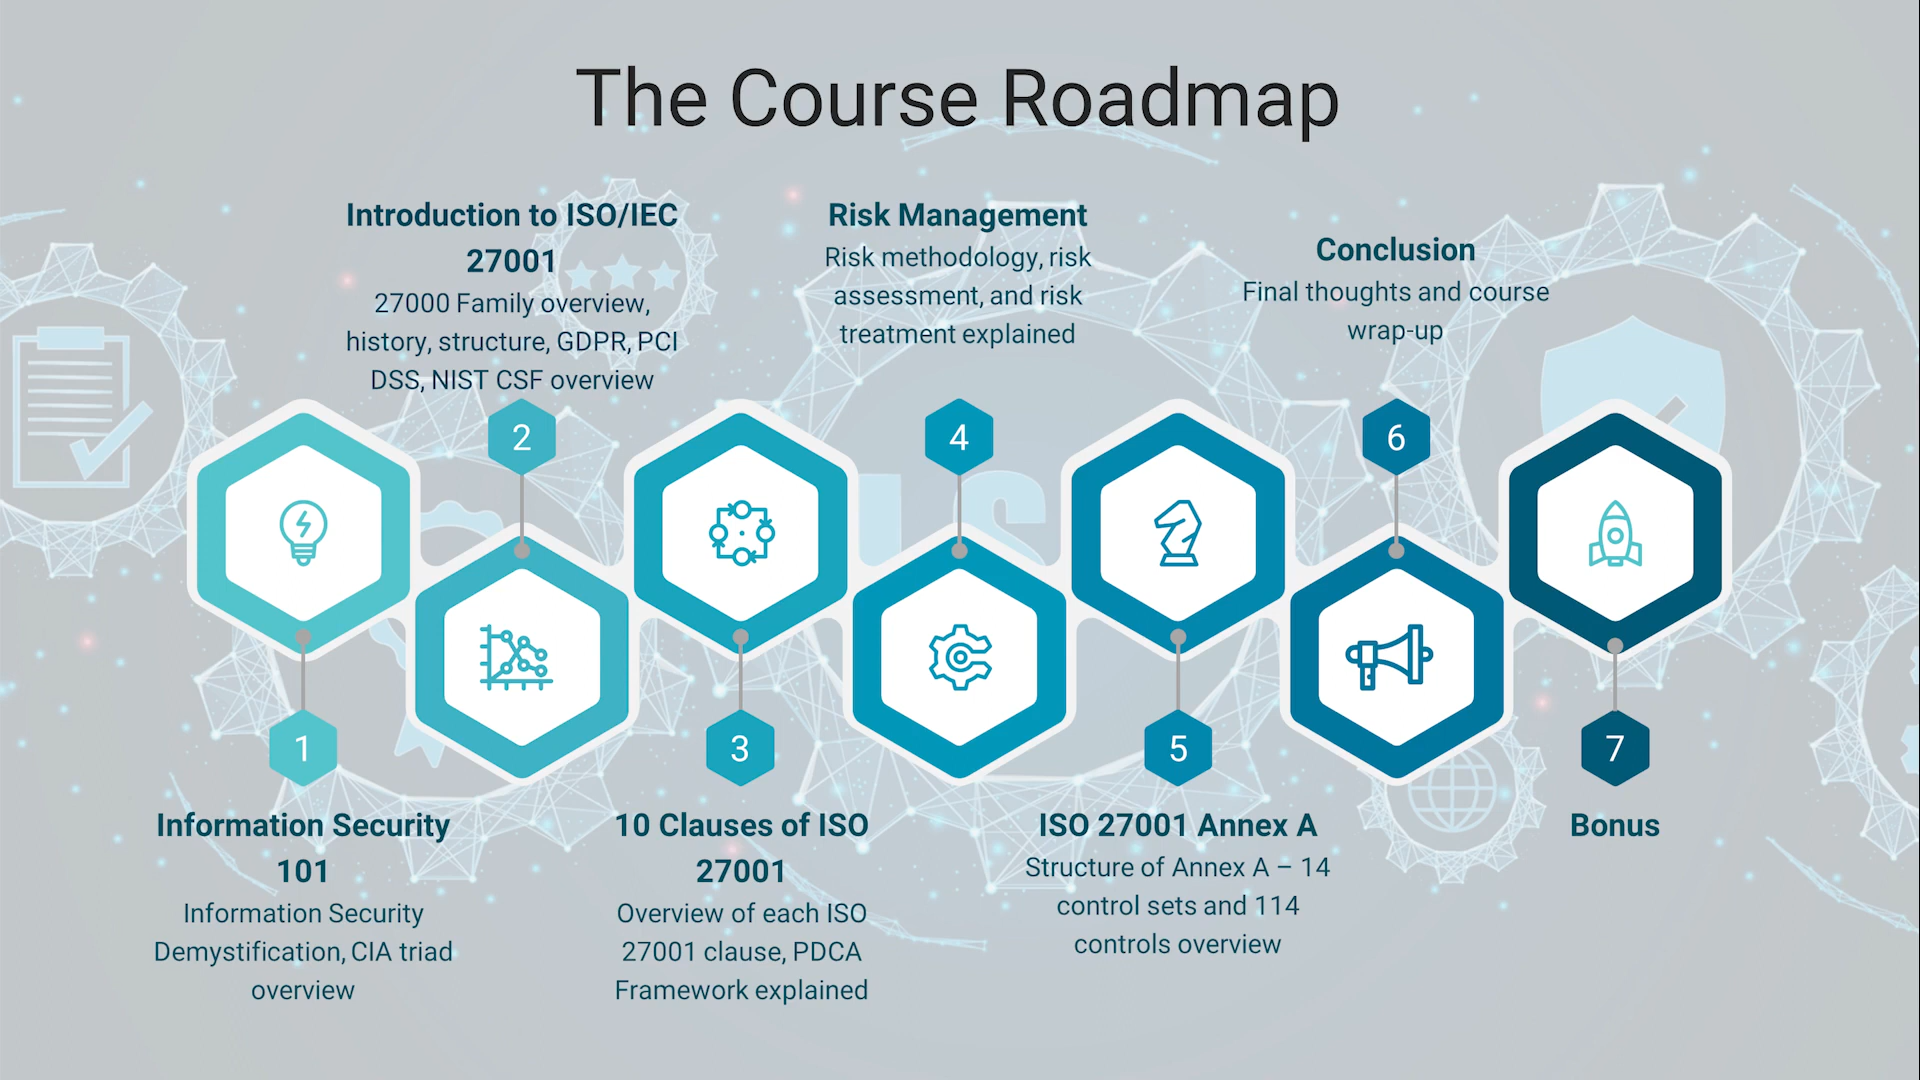 The Course Roadmap
Introduction to ISO/IEC
27001
27000 Family overview,
history, structure, GDPR, PCI
DSS, NIST CSF overview
Risk Management
Risk methodology, risk
assessment, and risk
treatment explained
Conclusion
Final thoughts and course
wrap-up
2
4
6
1
3
5
7
Information Security
101
Information Security
Demystification, CIA triad
overview
10 Clauses of ISO
27001
Overview of each ISO
27001 clause, PDCA
Framework explained
ISO 27001 Annex A
Structure of Annex A – 14
control sets and 114
controls overview
Bonus